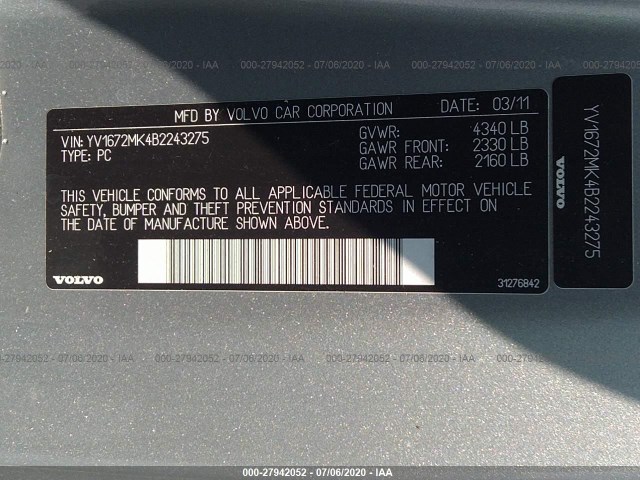 000-27942052 - 07/06/2020 - IAA
MFD BY VOLVO CAR CORPORATION DATE: 03/11
VIN: YV1672MK4B2243275
TYPE: PC
GVWR: 4340 LB
GAWR FRONT: 2330 LB
GAWR REAR: 2160 LB
THIS VEHICLE CONFORMS TO ALL APPLICABLE FEDERAL MOTOR VEHICLE
SAFETY, BUMPER AND THEFT PREVENTION STANDARDS IN EFFECT ON
THE DATE OF MANUFACTURE SHOWN ABOVE.
VOLVO
31276842
YV1672MK4B2243275
VOLVO
000-27942052 - 07/06/2020 - IAA
000-27942052 - 07/06/2020 - IAA